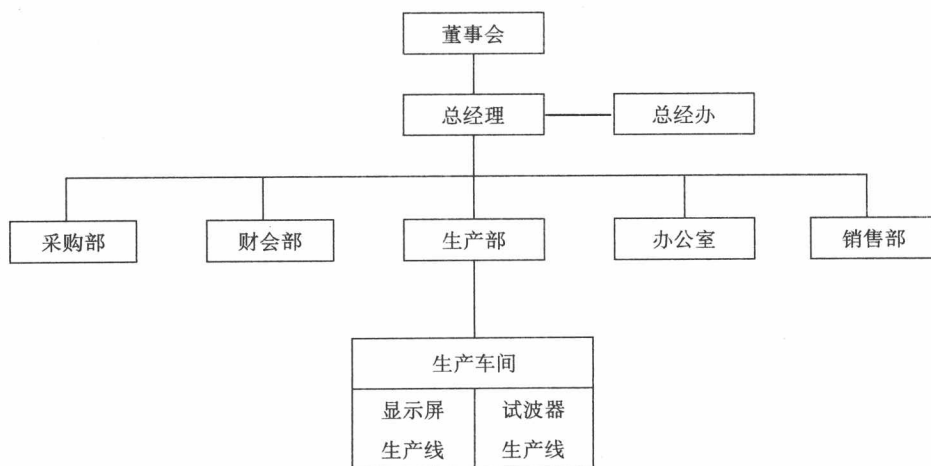 董事会
总经理
总经办
采购部
财会部
生产部
办公室
销售部
生产车间
显示屏
生产线
试波器
生产线